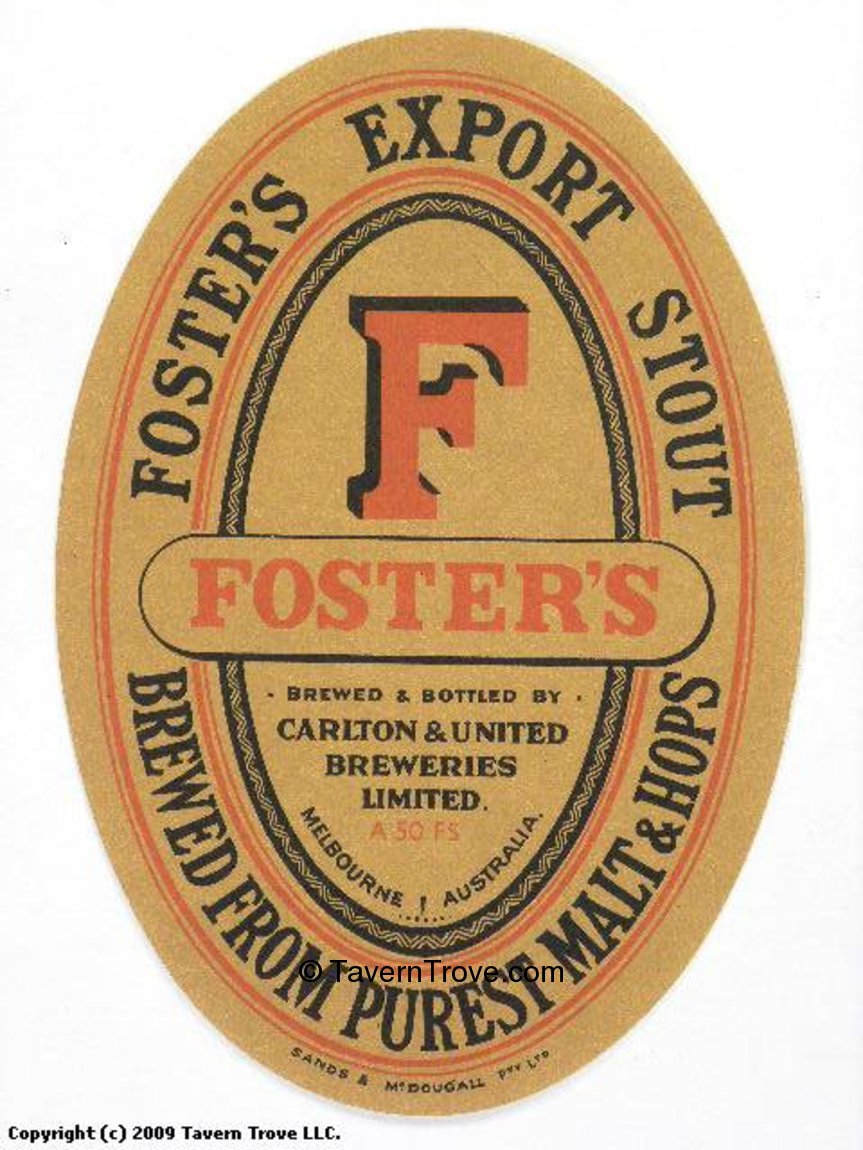 FOSTER'S EXPORT STOUT
F
FOSTER'S
· BREWED & BOTTLED BY ·
CARLTON & UNITED
BREWERIES
LIMITED.
A 50 FS
MELBOURNE, AUSTRALIA.
BREWED FROM PUREST MALT & HOPS
© TavernTrove.com
SANDS & McDOUGALL PTY LTD
Copyright (c) 2009 Tavern Trove LLC.